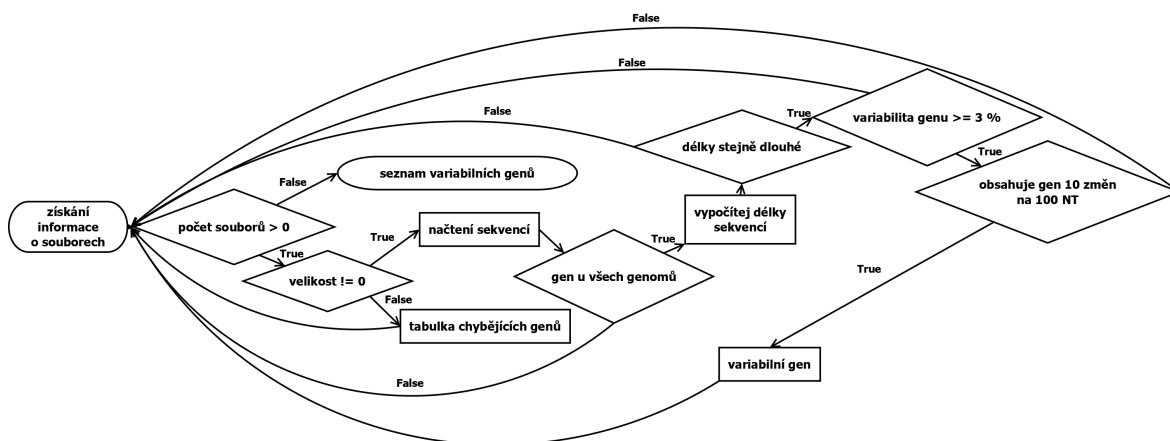 False
False
True
variabilita genu >= 3 %
False
délky stejně dlouhé
True
seznam variabilních genů
False
obsahuje gen 10 změn
na 100 NT
získání
informace
o souborech
počet souborů > 0
načtení sekvencí
vypočítej délky
sekvencí
True
True
True
velikost != 0
gen u všech genomů
True
False
tabulka chybějících genů
variabilní gen
False